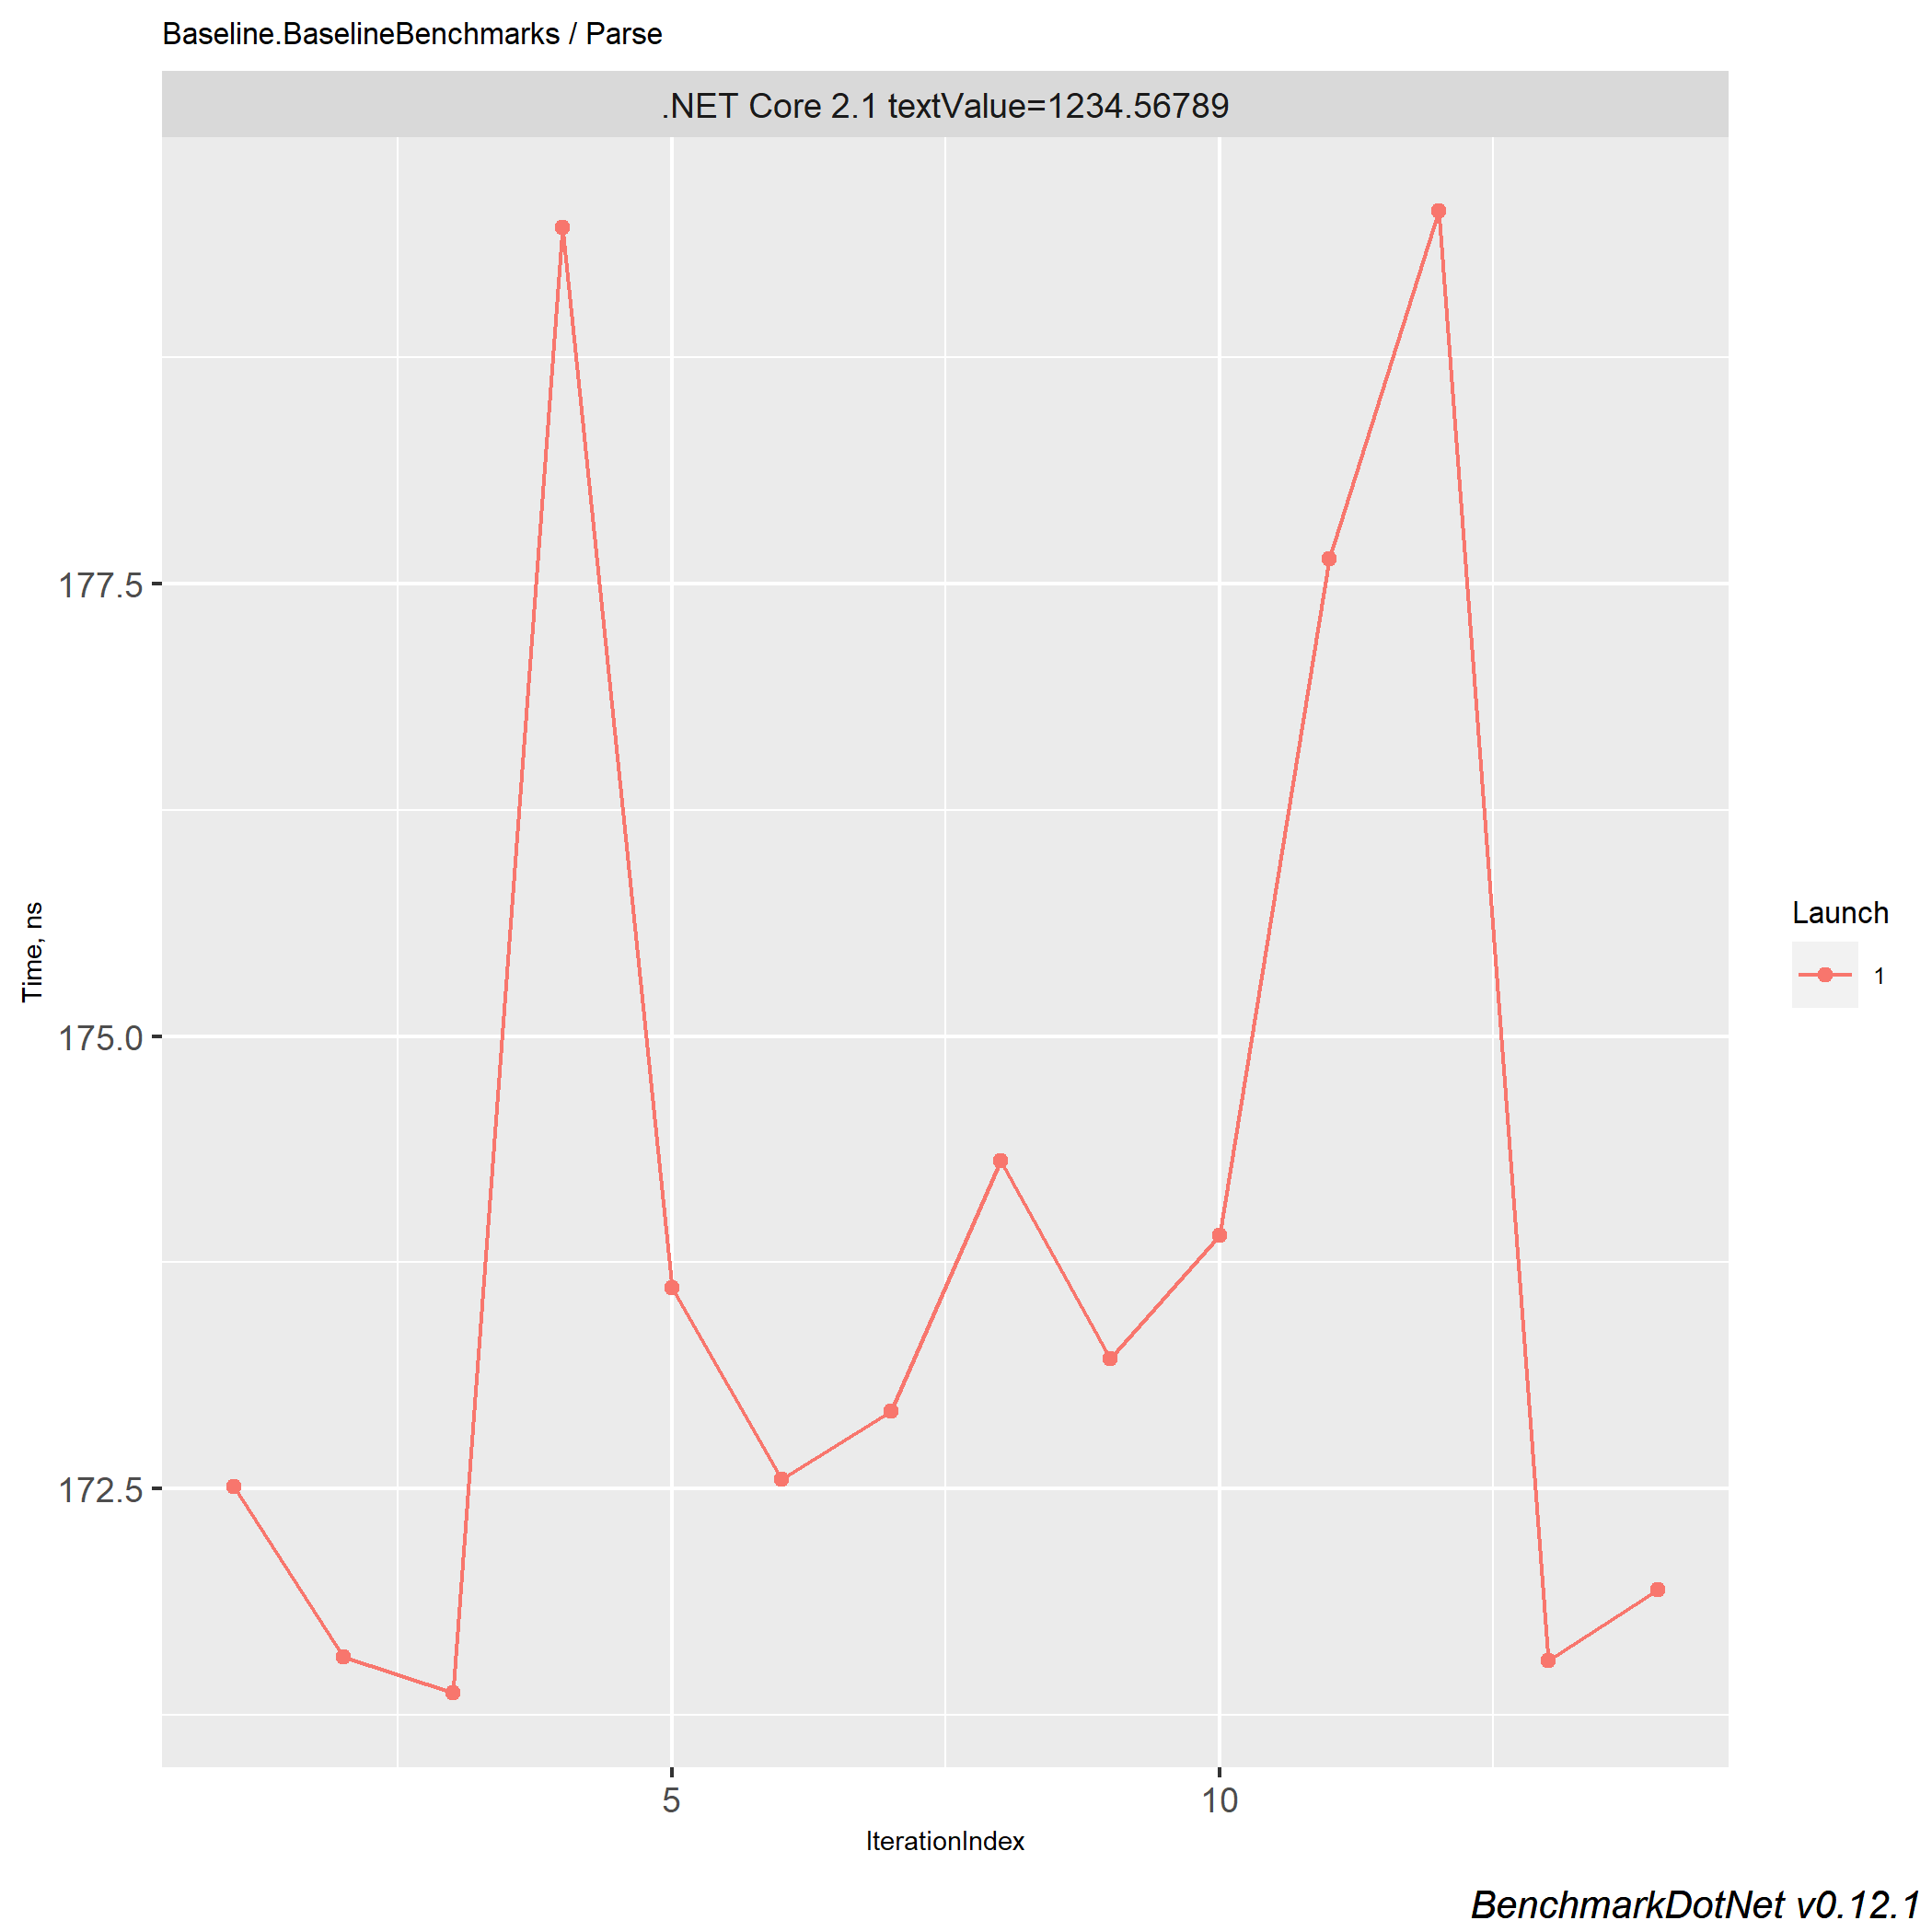 Baseline.BaselineBenchmarks / Parse
.NET Core 2.1 textValue=1234.56789
177.5
175.0
172.5
Time, ns
5
10
IterationIndex
Launch
1
BenchmarkDotNet v0.12.1